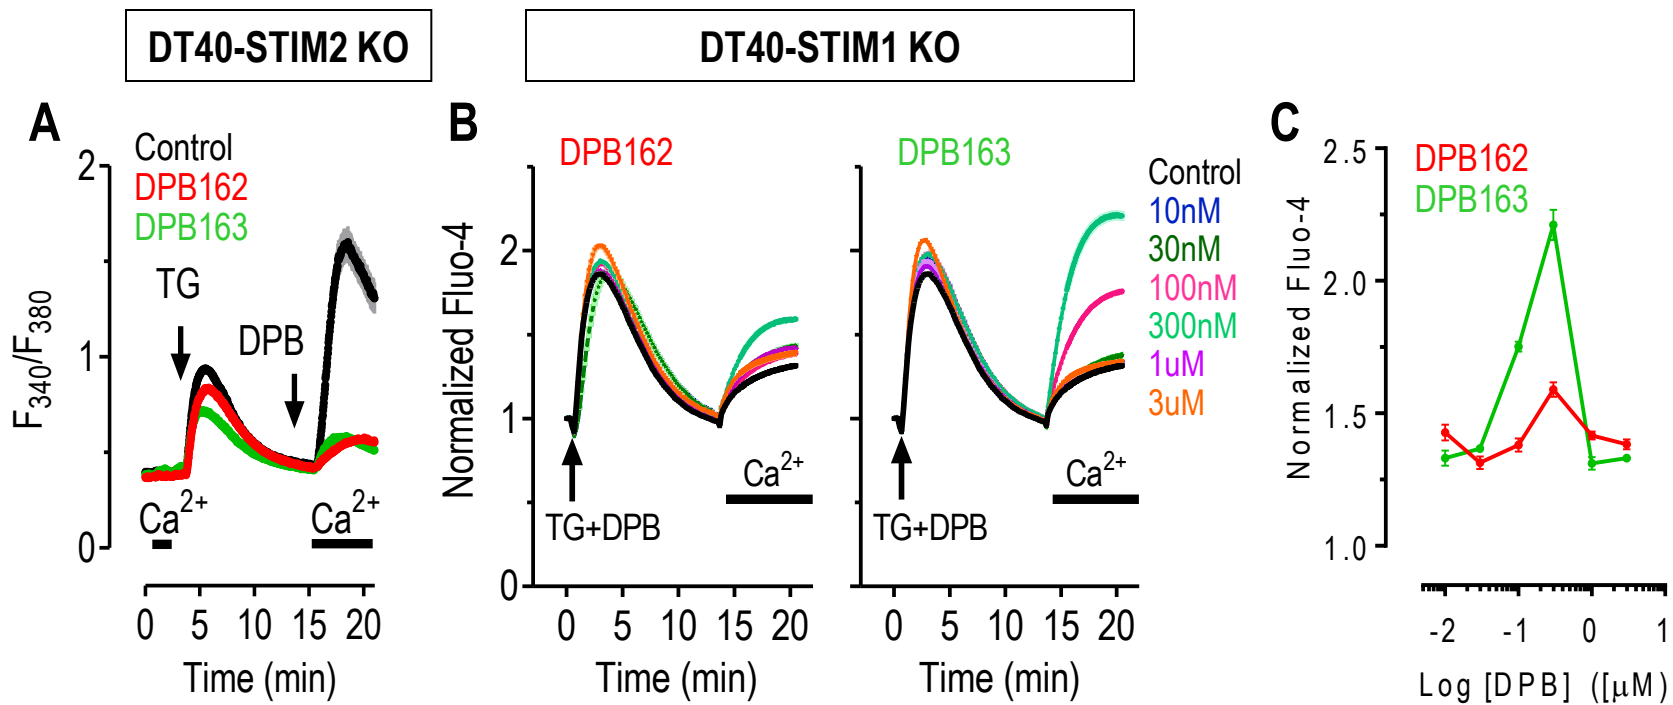 DT40-STIM2 KO
DT40-STIM1 KO
A
Control
DPB162
DPB163
2
1
0
F340/F380
TG
DPB
Ca2+
Ca2+
0 5 10 15 20
Time (min)
B
DPB162
DPB163
2
1
0
Normalized Fluo-4
TG+DPB
Ca2+
TG+DPB
Ca2+
0 5 10 15 20
Time (min)
0 5 10 15 20
Time (min)
Control
10nM
30nM
100nM
300nM
1uM
3uM
C
DPB162
DPB163
2.5
2.0
1.5
1.0
Normalized Fluo-4
-2 -1 0 1
Log [DPB] ([μM)